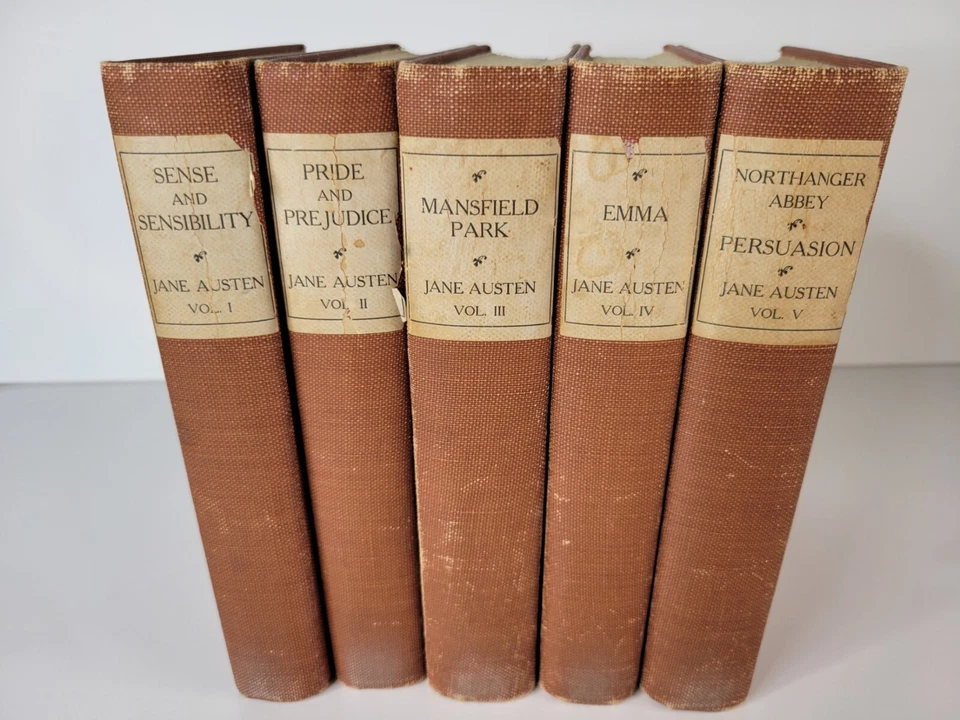 SENSE
AND
SENSIBILITY
JANE AUSTEN
VOL. I
PRIDE
AND
PREJUDICE
JANE AUSTEN
VOL. II
MANSFIELD
PARK
JANE AUSTEN
VOL. III
EMMA
JANE AUSTEN
VOL. IV
NORTHANGER
ABBEY
PERSUASION
JANE AUSTEN
VOL. V